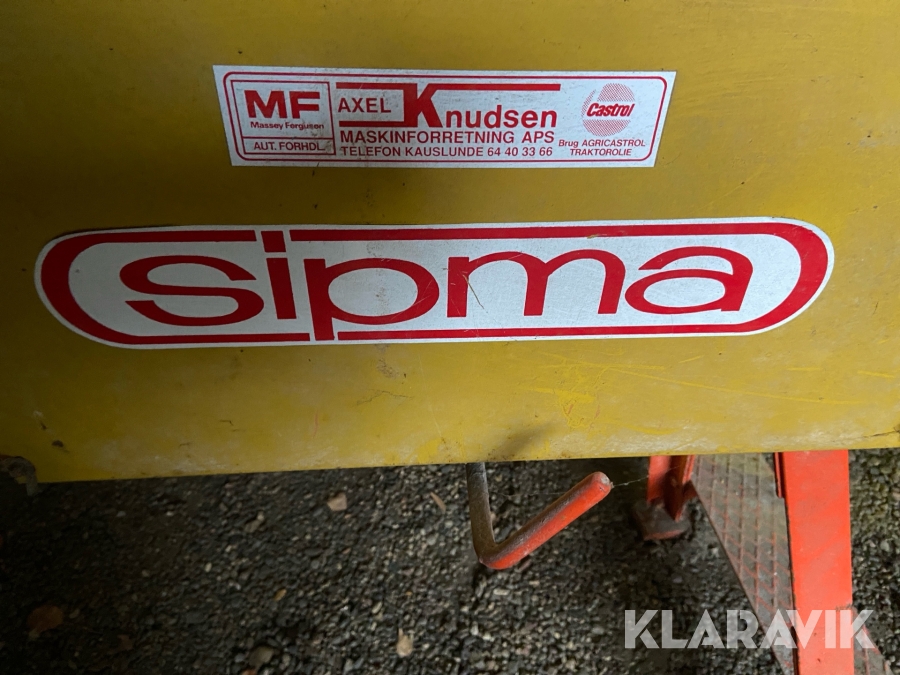 MF
Massey Ferguson
AUT. FORHDL.
AXEL Knudsen
MASKINFORRETNING APS
TELEFON KAUSLUNDE 64 40 33 66
Castrol
Brug AGRICASTROL
TRAKTOROLIE
sipma
KLARAVIK